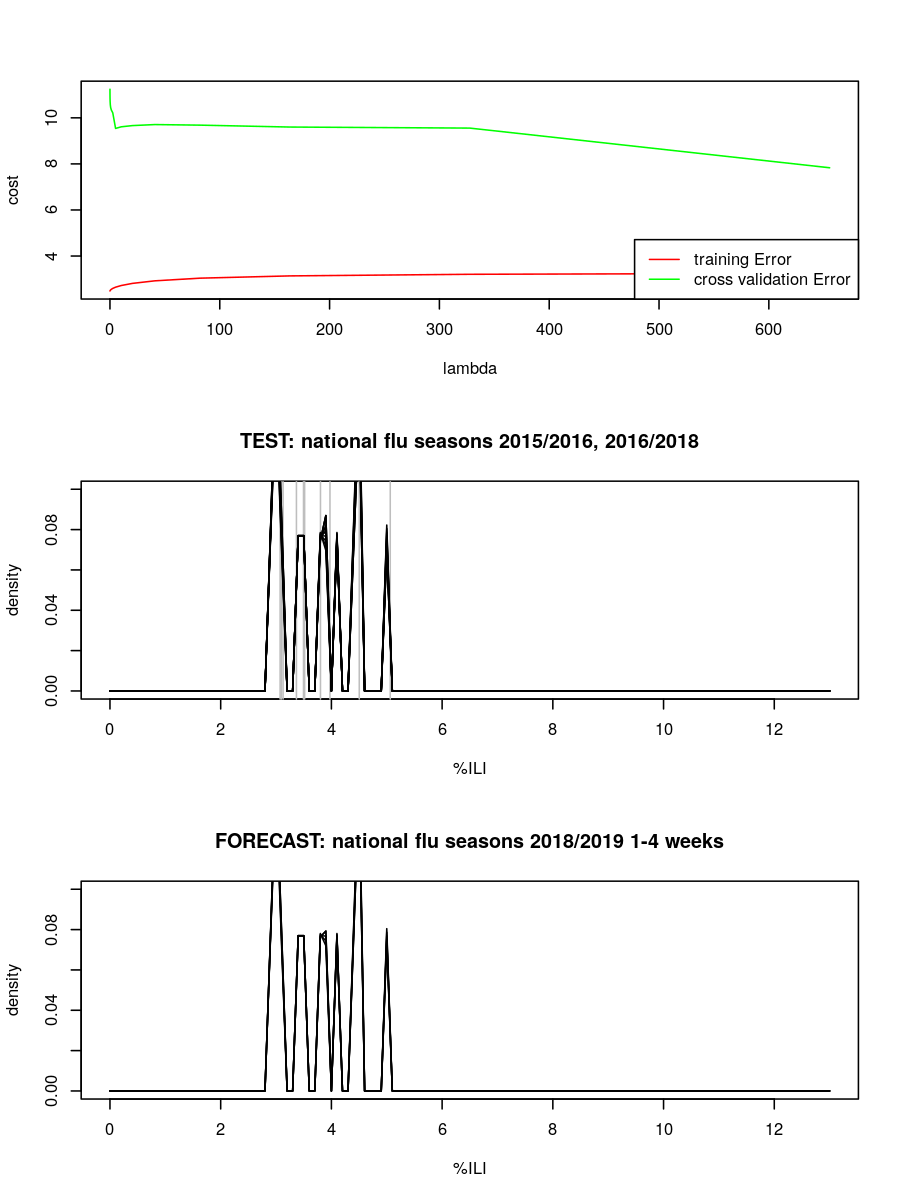 cost
4 6 8 10
training Error
cross validation Error
0 100 200 300 400 500 600
lambda
TEST: national flu seasons 2015/2016, 2016/2018
density
0.00 0.04 0.08
0 2 4 6 8 10 12
%ILI
FORECAST: national flu seasons 2018/2019 1-4 weeks
density
0.00 0.04 0.08
0 2 4 6 8 10 12
%ILI